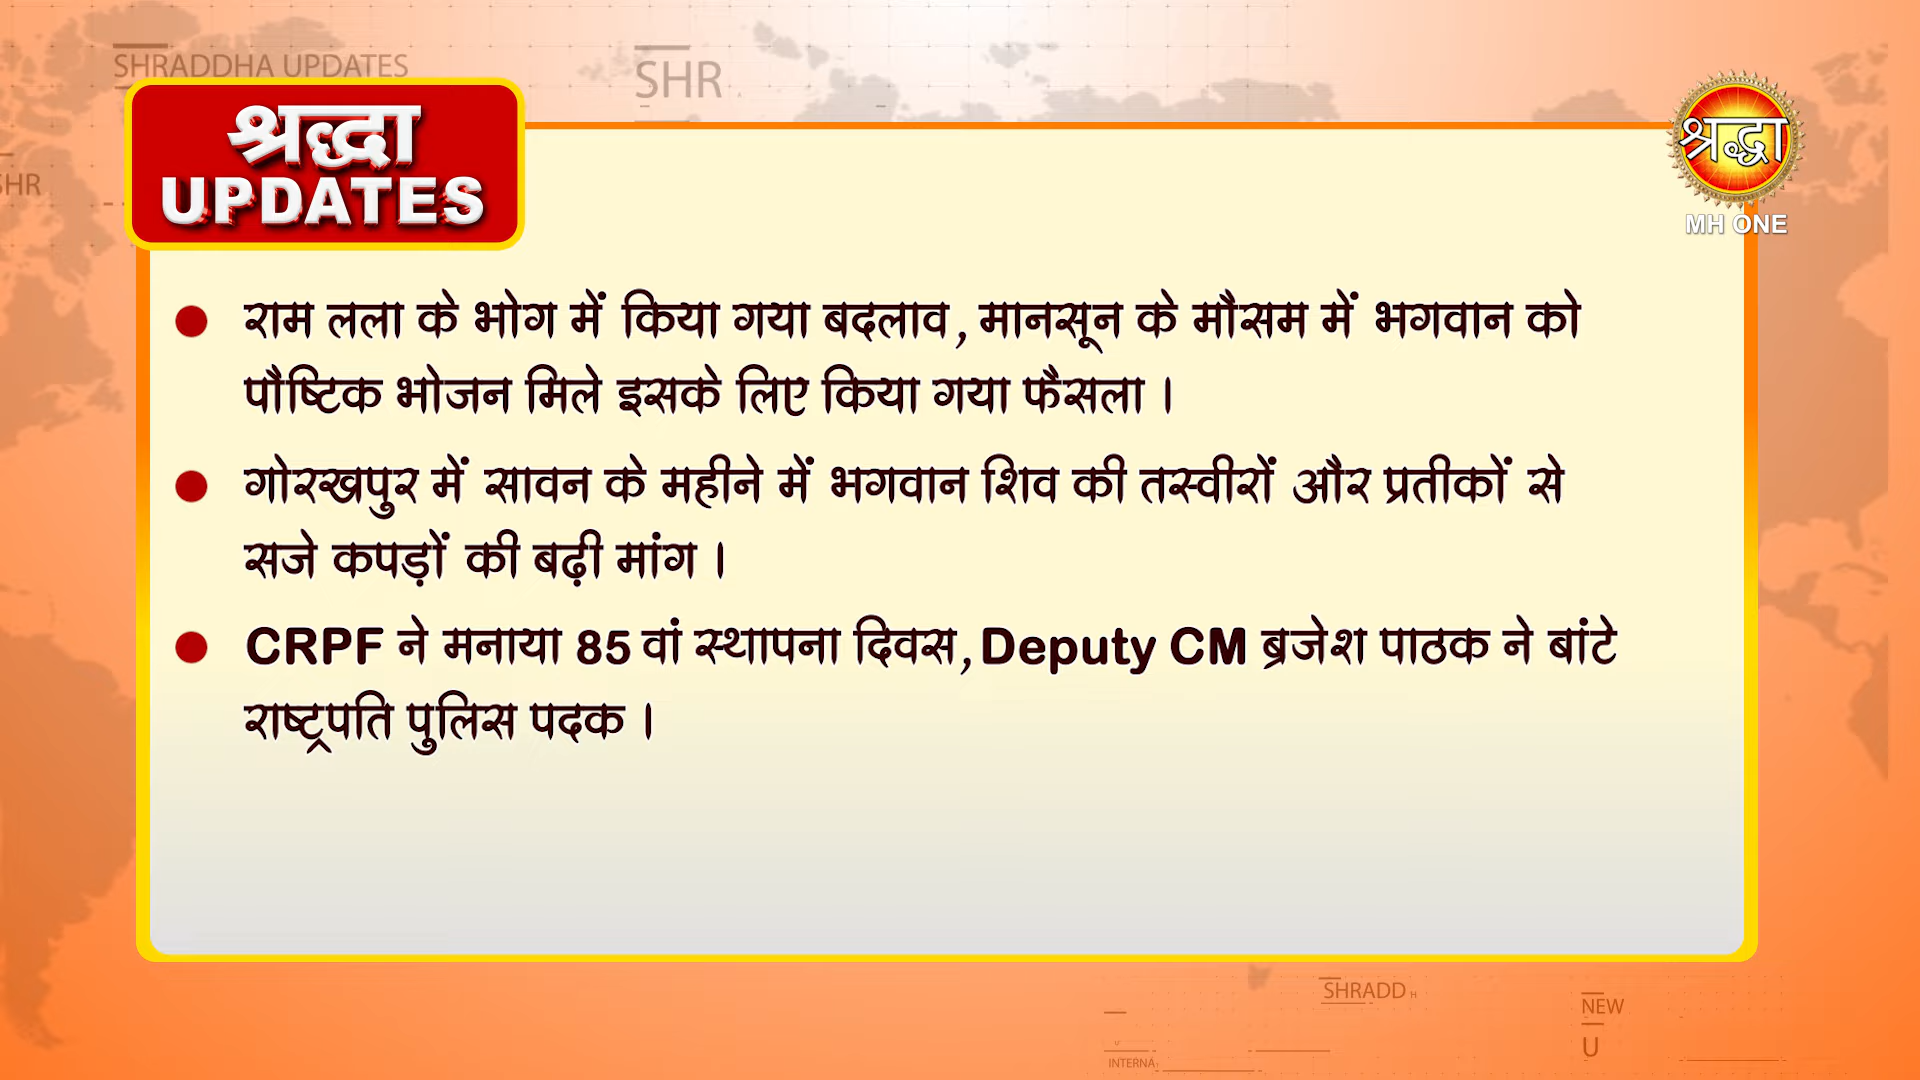 SHRADDHA UPDATES
SHR
श्रद्धा
UPDATES
श्रद्धा
MH ONE
SHR
राम लला के भोग में किया गया बदलाव, मानसून के मौसम में भगवान को
पौष्टिक भोजन मिले इसके लिए किया गया फैसला ।
गोरखपुर में सावन के महीने में भगवान शिव की तस्वीरों और प्रतीकों से
सजे कपड़ों की बढ़ी मांग ।
CRPF ने मनाया 85 वां स्थापना दिवस, Deputy CM ब्रजेश पाठक ने बांटे
राष्ट्रपति पुलिस पदक ।
SHRADD H
NEW
U
INTERNA